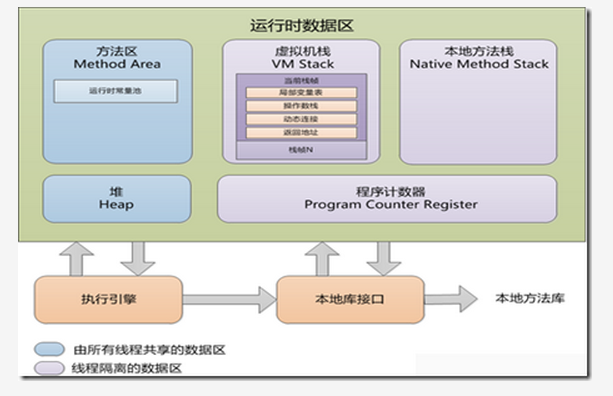 运行时数据区
方法区
Method Area
运行时常量池
虚拟机栈
VM Stack
当前栈帧
局部变量表
操作数栈
动态连接
返回地址
栈帧N
本地方法栈
Native Method Stack
堆
Heap
程序计数器
Program Counter Register
执行引擎
本地库接口
本地方法库
由所有线程共享的数据区
线程隔离的数据区